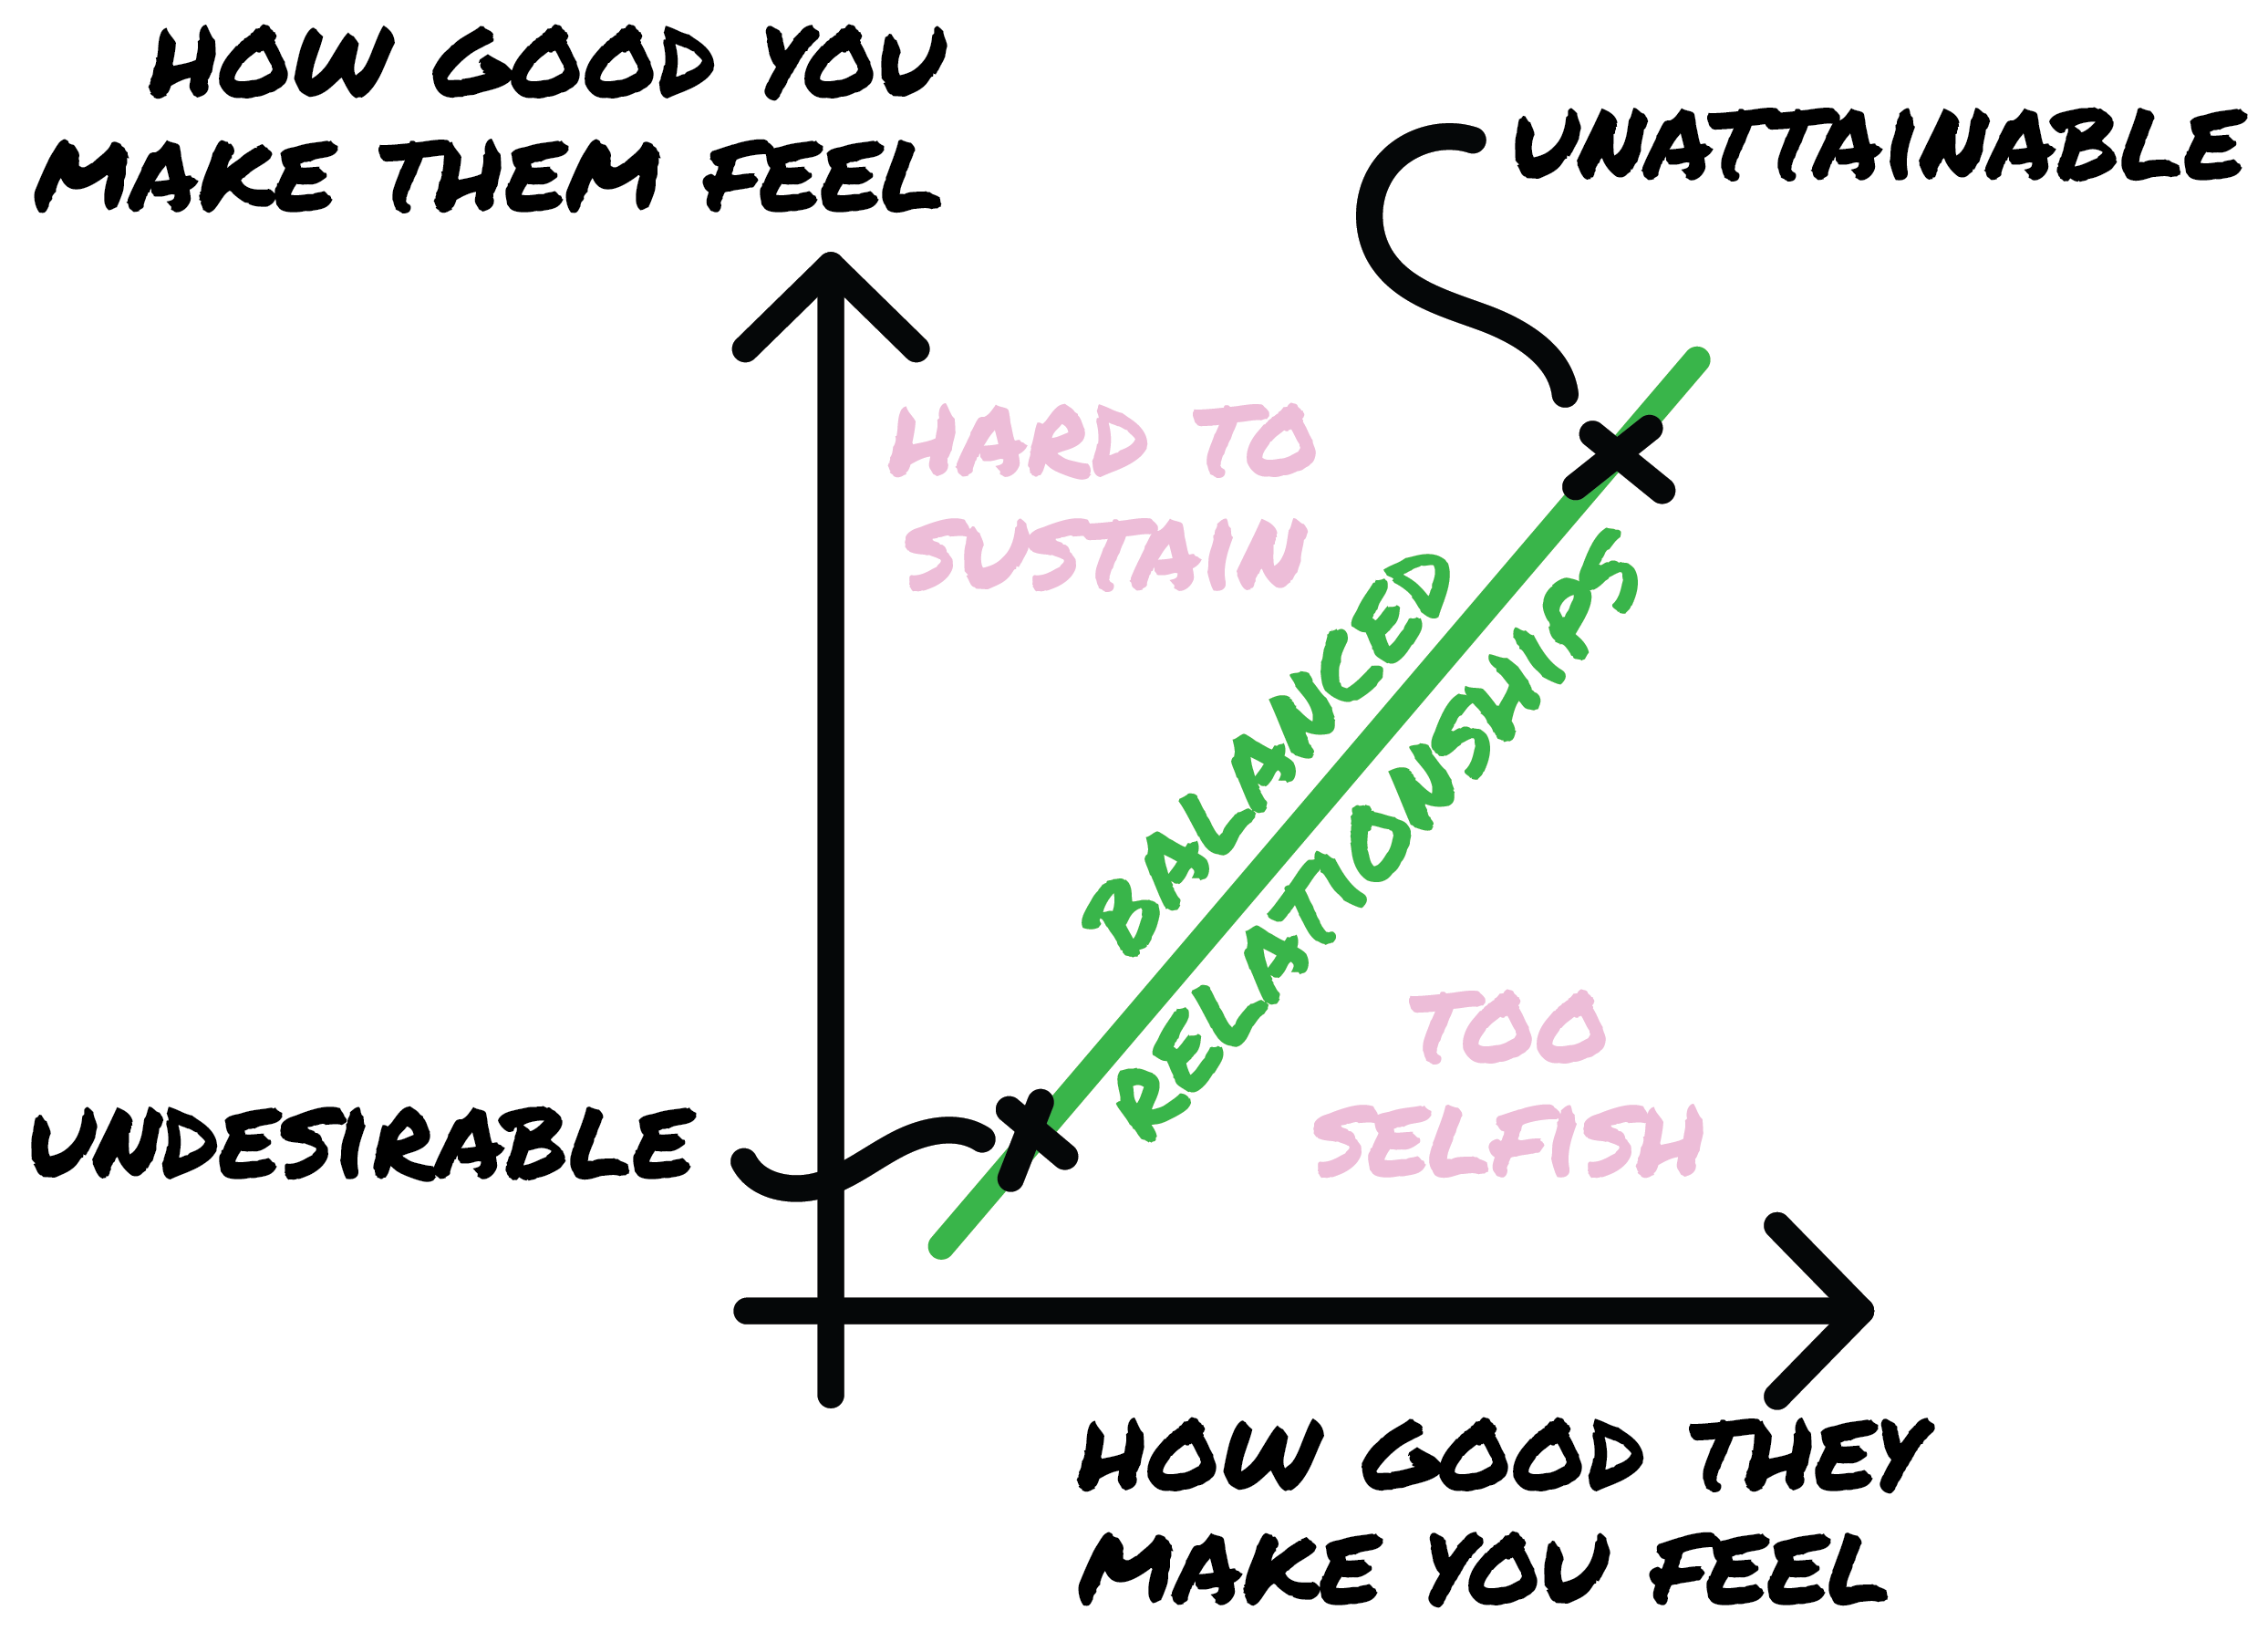 HOW GOOD YOU
MAKE THEM FEEL
UNATTAINABLE
HARD TO
SUSTAIN
BALANCED
RELATIONSHIPS
TOO
SELFISH
UNDESIRABLE
HOW GOOD THEY
MAKE YOU FEEL